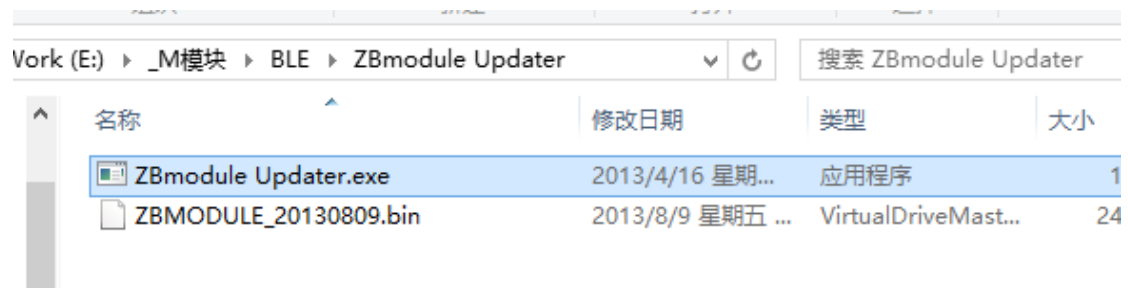 Work (E:) ▸ _M模块 ▸ BLE ▸ ZBmodule Updater 搜索 ZBmodule Updater
名称 修改日期 类型 大小
ZBmodule Updater.exe 2013/4/16 星期... 应用程序 1
ZBMODULE_20130809.bin 2013/8/9 星期五 ... VirtualDriveMast... 24